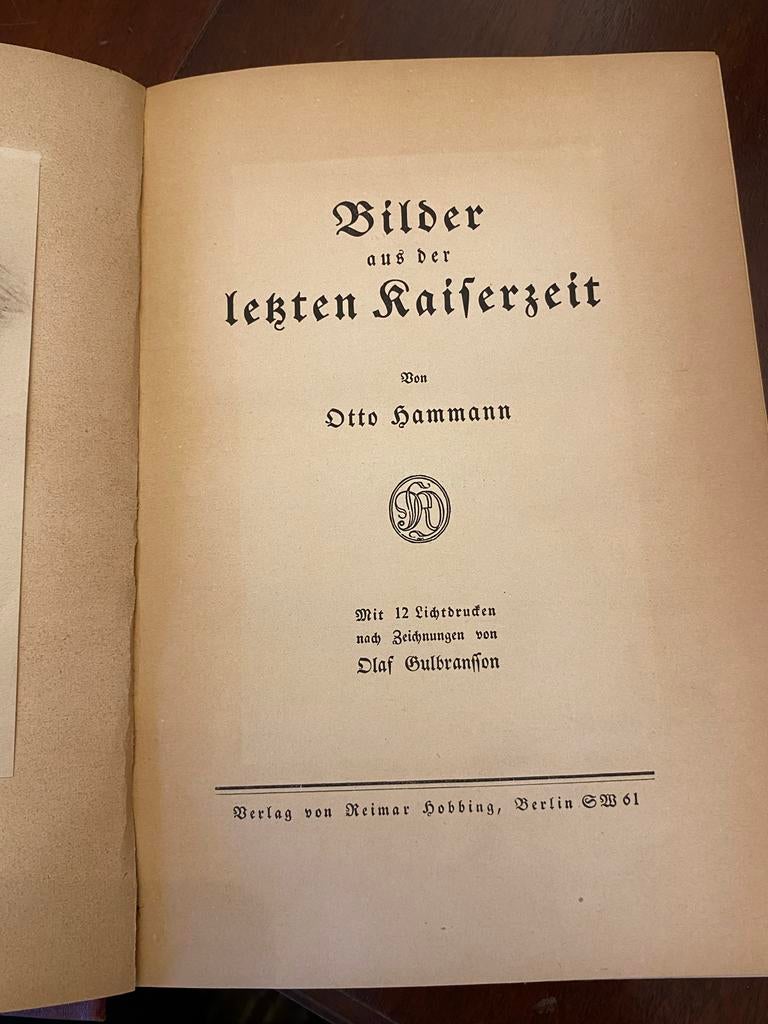 Bilder
aus der
letzten Kaiſerzeit
Von
Otto Hammann
Mit 12 Lichtdrucken
nach Zeichnungen von
Olaf Gulbranſſon
Verlag von Reimar Hobbing, Berlin SW 61